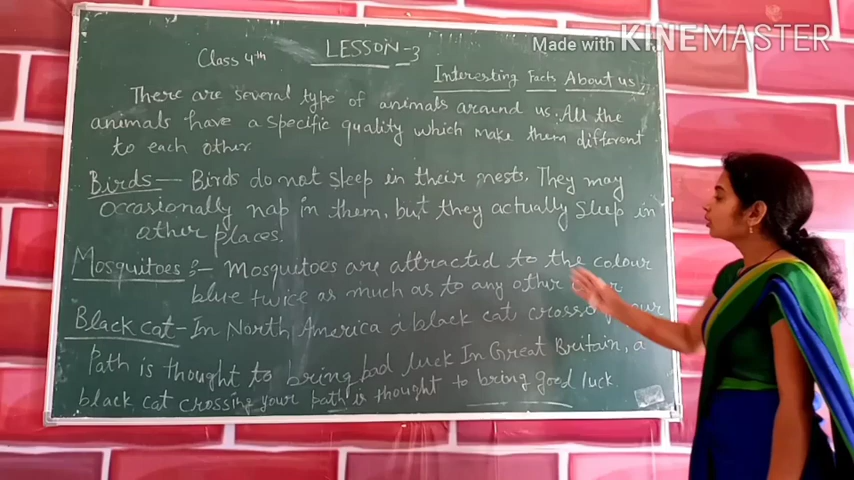 Made with KINEMASTER
Class 4th LESSON-3
Interesting Facts About us
There are several type of animals around us. All the
animals have a specific quality which make them different
to each other.
Birds — Birds do not sleep in their nests. They may
occasionally nap in them, but they actually sleep in
other places.
Mosquitoes :- Mosquitoes are attracted to the colour
blue twice as much as to any other
Black cat - In North America a black cat
Path is thought to bring bad luck In Great Britain, a
black cat crossing your path is thought to bring good luck.